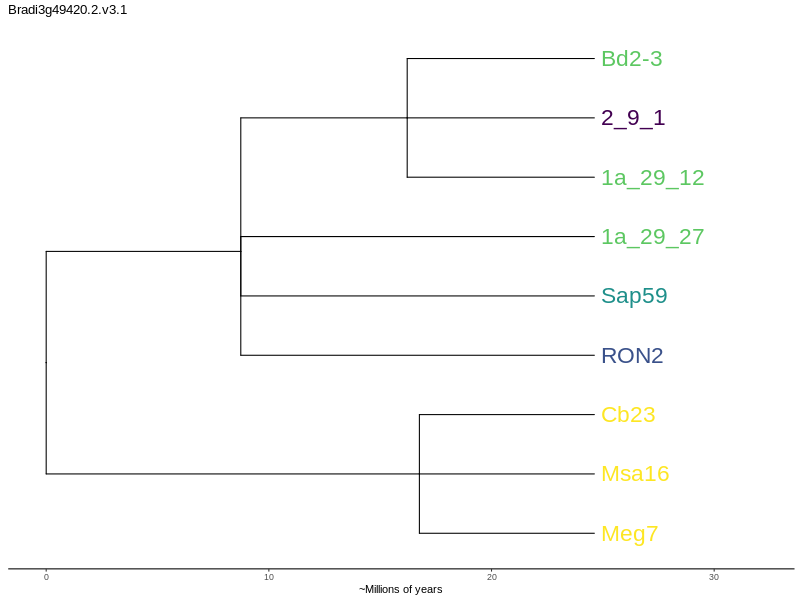 Bradi3g49420.2.v3.1
Bd2-3
2_9_1
1a_29_12
1a_29_27
Sap59
RON2
Cb23
Msa16
Meg7
0 10 20 30
~Millions of years